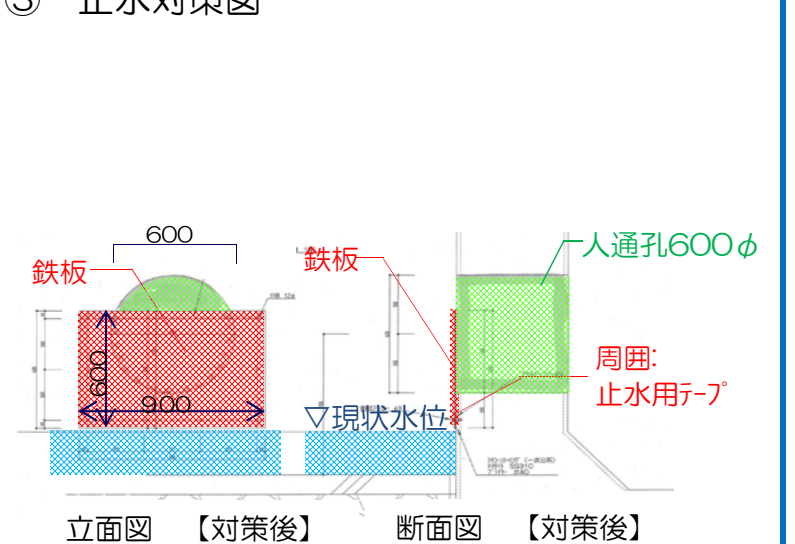 ③ 止水対策図
600
鉄板
鉄板
人通孔600φ
600
900
周囲:
止水用ﾃｰﾌﾟ
▽現状水位
立面図 【対策後】
断面図 【対策後】